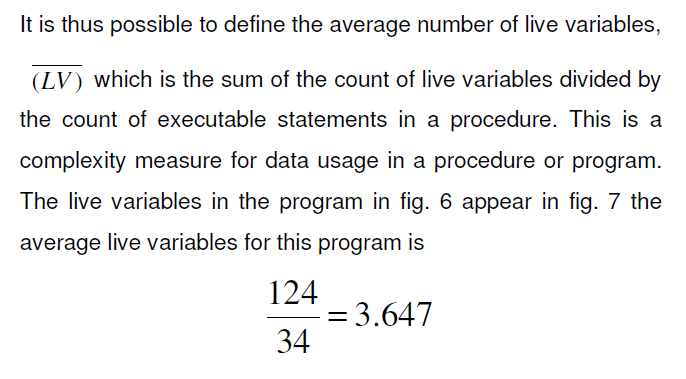 It is thus possible to define the average number of live variables,
(LV) which is the sum of the count of live variables divided by
the count of executable statements in a procedure. This is a
complexity measure for data usage in a procedure or program.
The live variables in the program in fig. 6 appear in fig. 7 the
average live variables for this program is
124
34
= 3.647